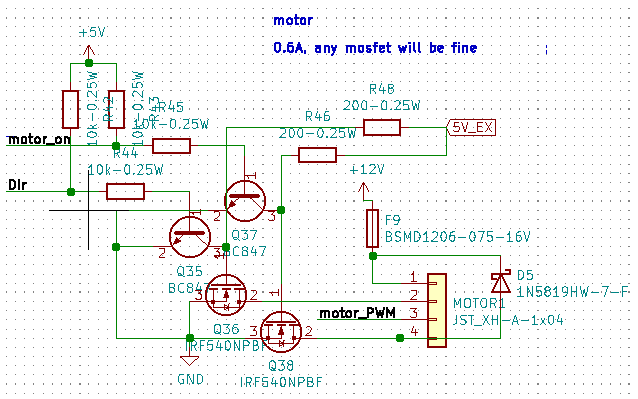 motor
0.6A, any mosfet will be fine
+5V
10k-0.25W
R42
10k-0.25W
R43
R45
10k-0.25W
motor_on
R44
10k-0.25W
Dir
R48
200-0.25W
R46
200-0.25W
5V_EX
+12V
F9
BSMD1206-075-16V
1
2
3
Q37
BC847
1
2
3
Q35
BC847
1
3
2
Q36
IRF540NPBF
1
3
2
Q38
IRF540NPBF
GND
motor_PWM
1
2
3
4
MOTOR1
JST_XH-A-1x04
D5
1N5819HW-7-F